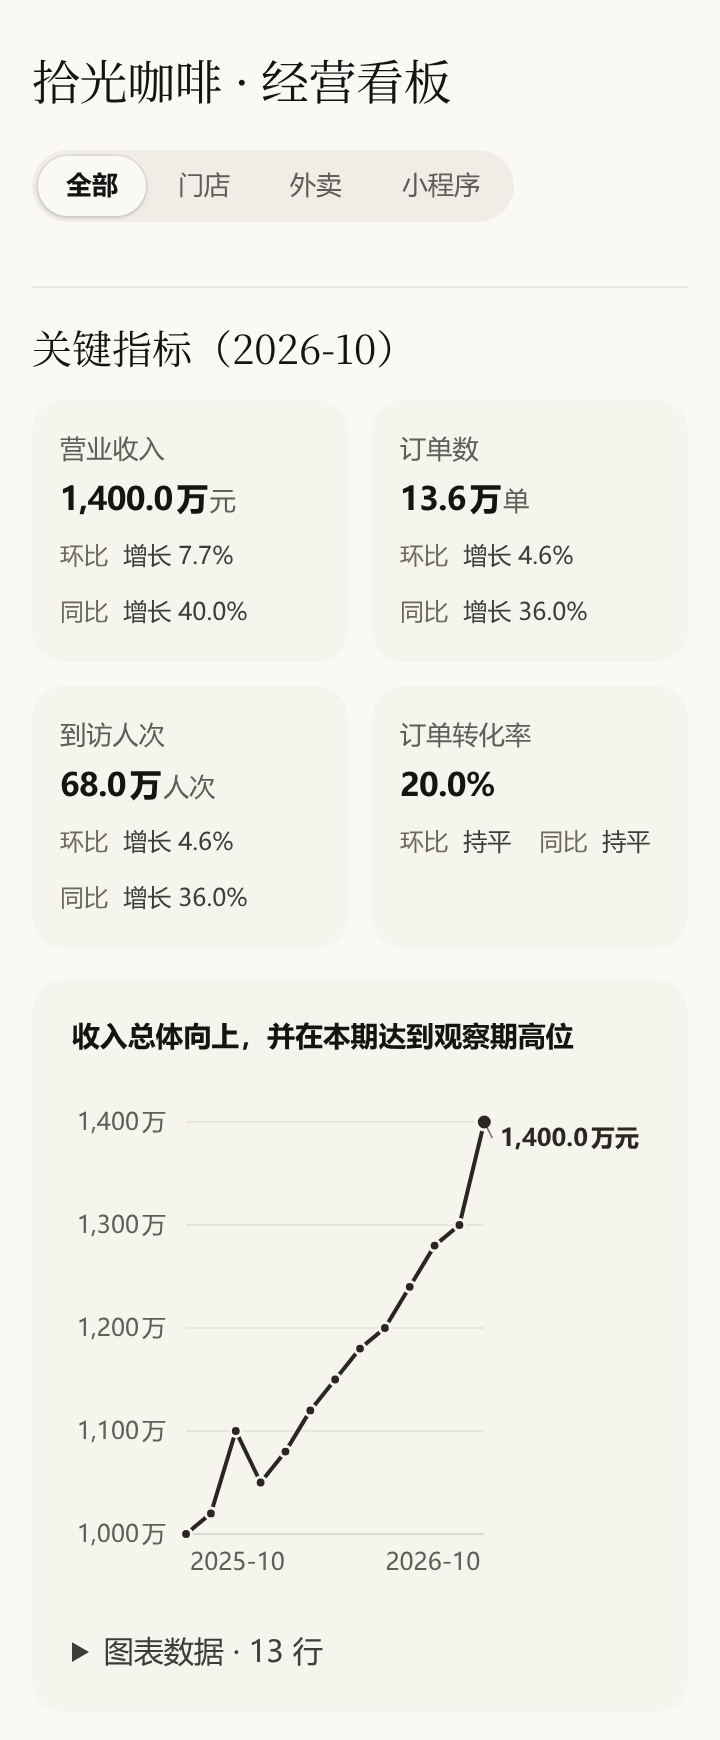 拾光咖啡 · 经营看板
全部 门店 外卖 小程序
关键指标（2026-10）
营业收入
1,400.0万元
环比 增长 7.7%
同比 增长 40.0%
订单数
13.6万单
环比 增长 4.6%
同比 增长 36.0%
到访人次
68.0万人次
环比 增长 4.6%
同比 增长 36.0%
订单转化率
20.0%
环比 持平 同比 持平
收入总体向上，并在本期达到观察期高位
1,400万
1,400.0万元
1,300万
1,200万
1,100万
1,000万
2025-10 2026-10
▶ 图表数据 · 13 行